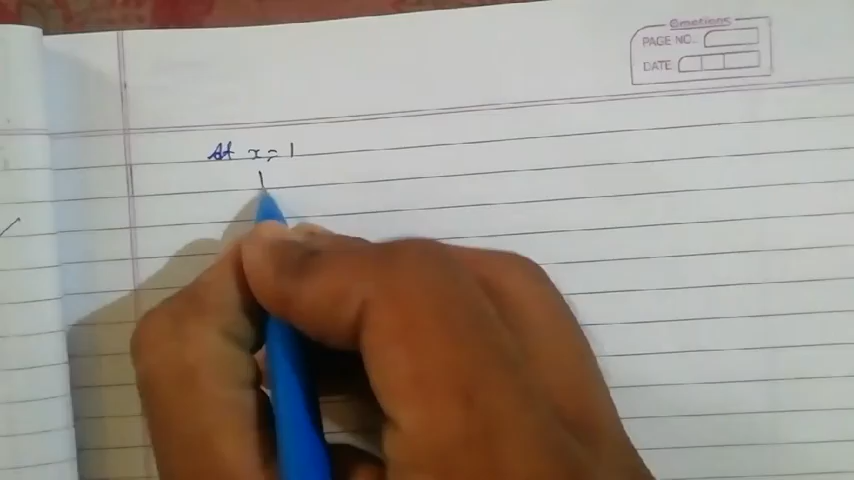 Emotions
PAGE NO.
DATE
At x = 1